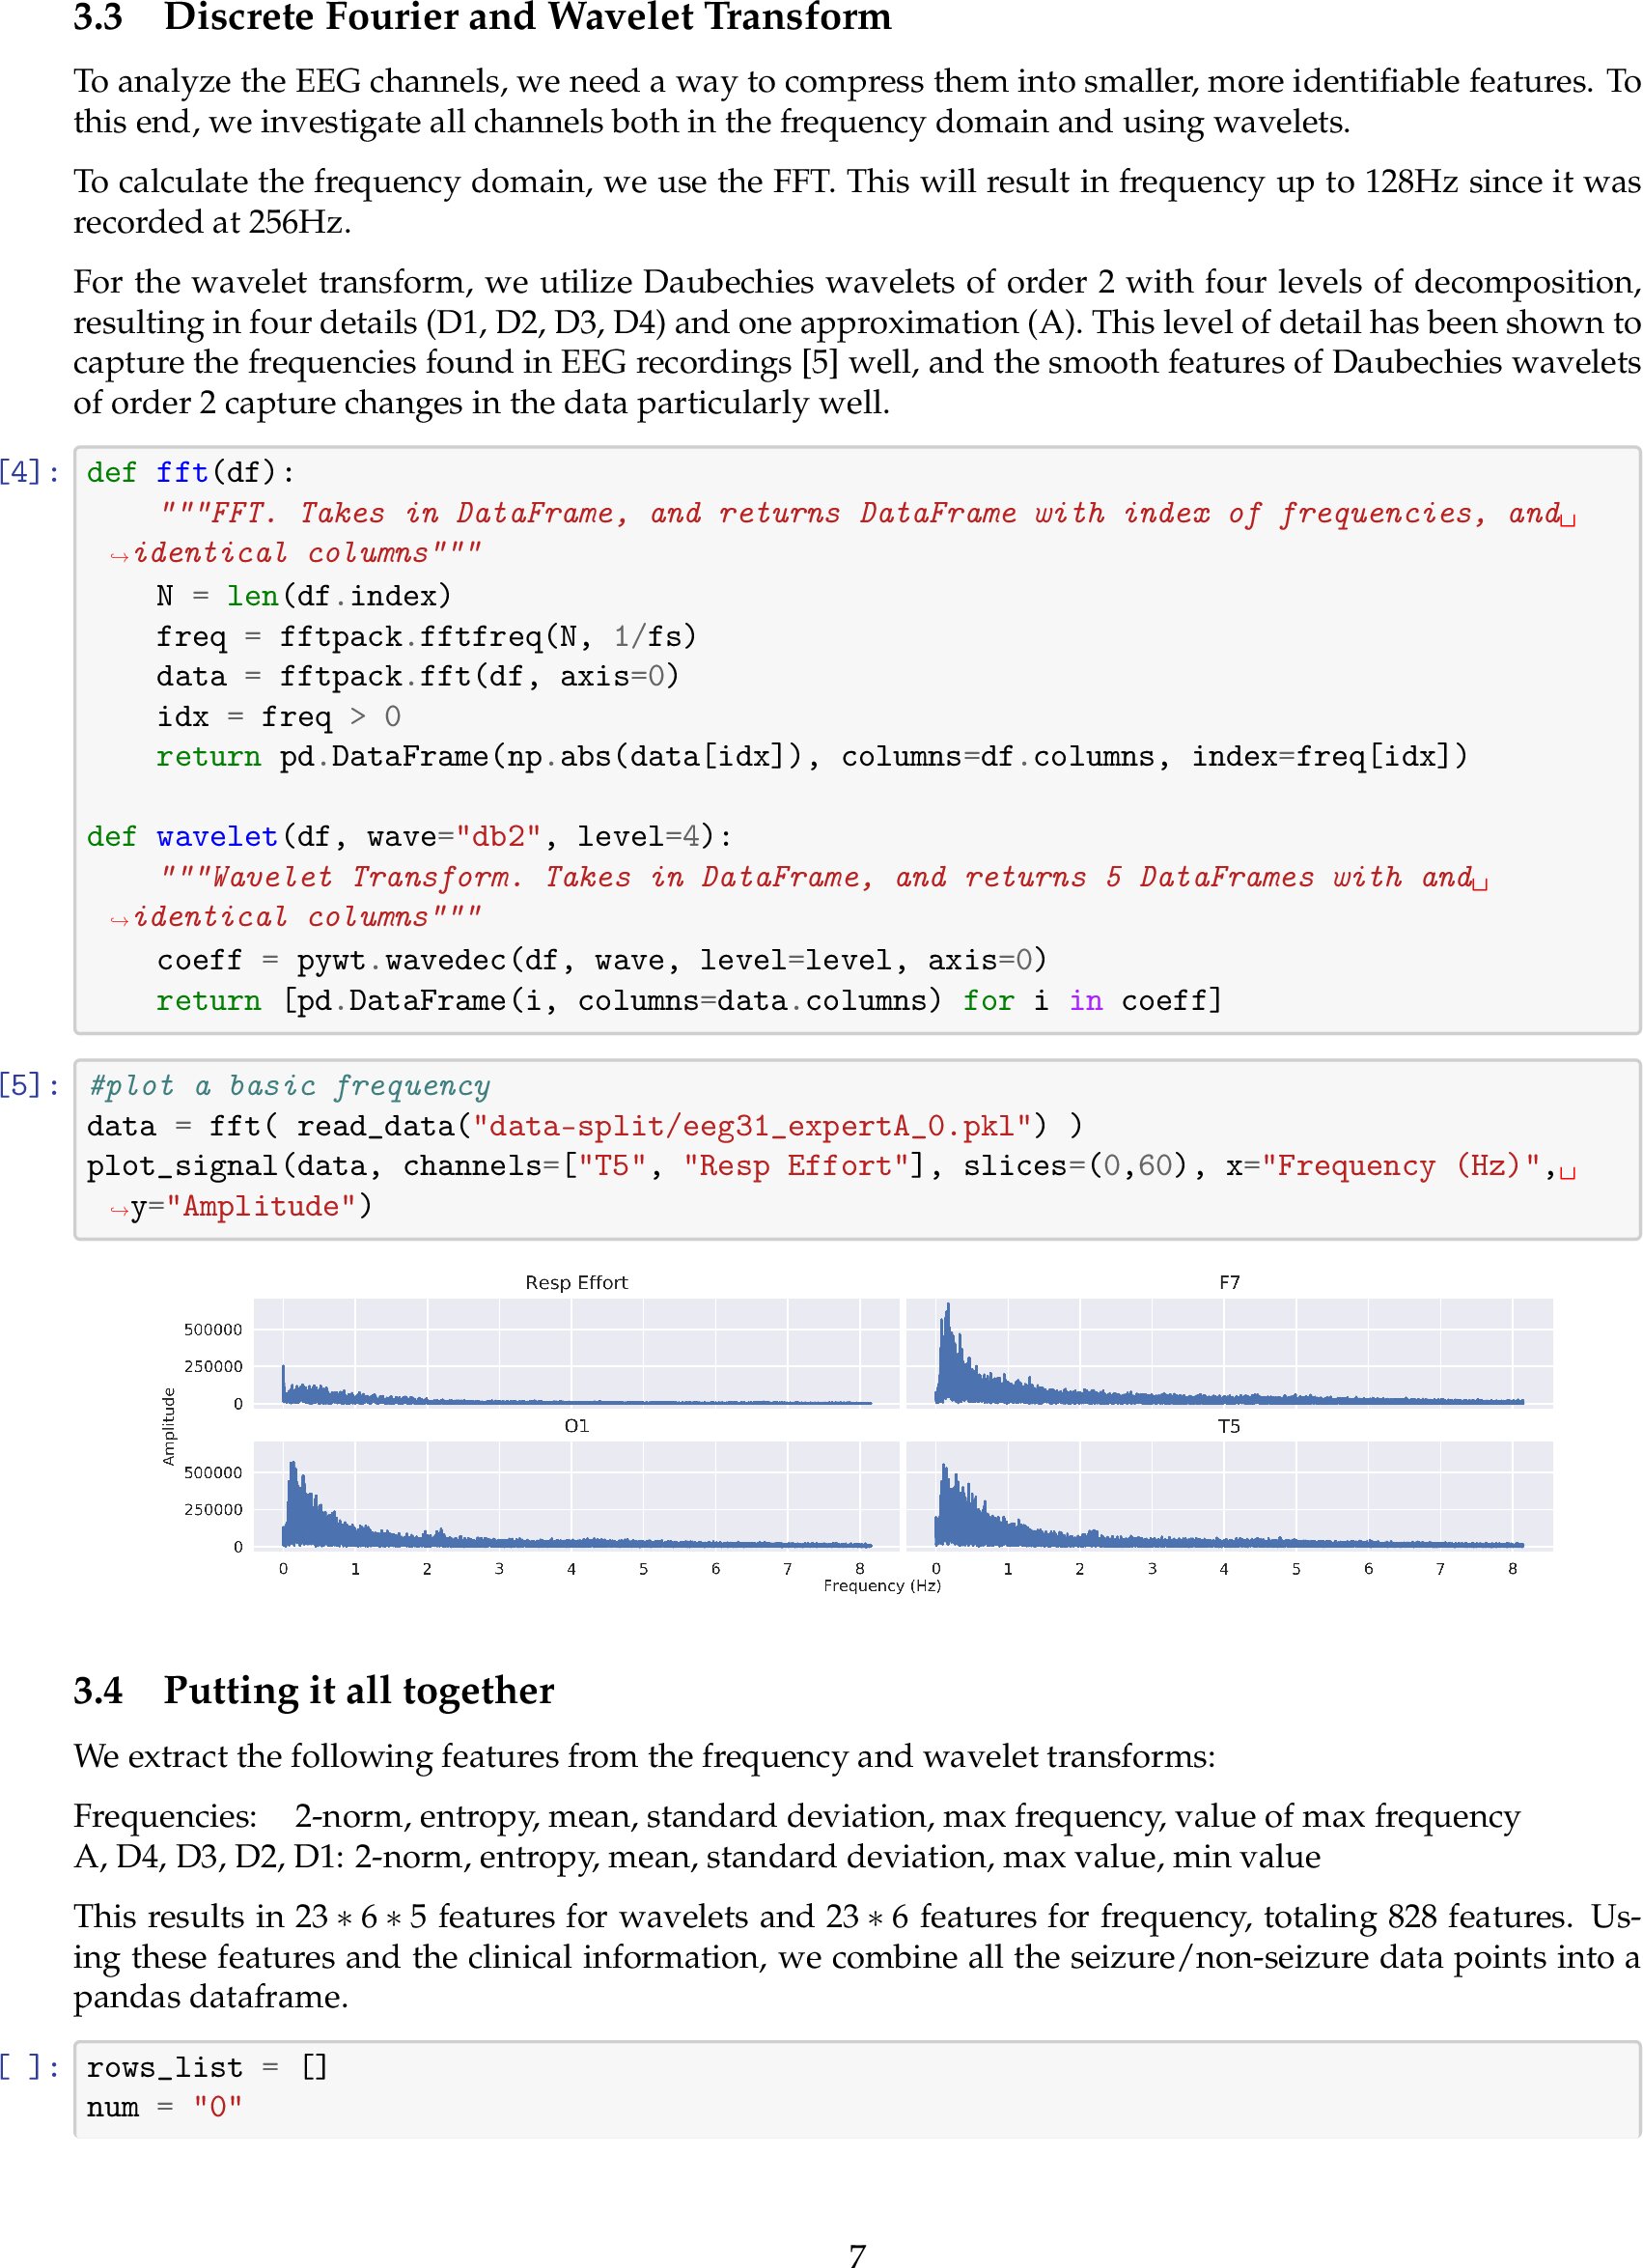 3.3 Discrete Fourier and Wavelet Transform
To analyze the EEG channels, we need a way to compress them into smaller, more identifiable features. To
this end, we investigate all channels both in the frequency domain and using wavelets.
To calculate the frequency domain, we use the FFT. This will result in frequency up to 128Hz since it was
recorded at 256Hz.
For the wavelet transform, we utilize Daubechies wavelets of order 2 with four levels of decomposition,
resulting in four details (D1, D2, D3, D4) and one approximation (A). This level of detail has been shown to
capture the frequencies found in EEG recordings [5] well, and the smooth features of Daubechies wavelets
of order 2 capture changes in the data particularly well.
[4]: def fft(df):
"""FFT. Takes in DataFrame, and returns DataFrame with index of frequencies, and␣
↪identical columns"""
N = len(df.index)
freq = fftpack.fftfreq(N, 1/fs)
data = fftpack.fft(df, axis=0)
idx = freq > 0
return pd.DataFrame(np.abs(data[idx]), columns=df.columns, index=freq[idx])
def wavelet(df, wave="db2", level=4):
"""Wavelet Transform. Takes in DataFrame, and returns 5 DataFrames with and␣
↪identical columns"""
coeff = pywt.wavedec(df, wave, level=level, axis=0)
return [pd.DataFrame(i, columns=data.columns) for i in coeff]
[5]: #plot a basic frequency
data = fft( read_data("data-split/eeg31_expertA_0.pkl") )
plot_signal(data, channels=["T5", "Resp Effort"], slices=(0,60), x="Frequency (Hz)",␣
↪y="Amplitude")
Resp Effort F7
500000
250000
0
Amplitude
O1 T5
500000
250000
0
0 1 2 3 4 5 6 7 8 0 1 2 3 4 5 6 7 8
Frequency (Hz)
3.4 Putting it all together
We extract the following features from the frequency and wavelet transforms:
Frequencies: 2-norm, entropy, mean, standard deviation, max frequency, value of max frequency
A, D4, D3, D2, D1: 2-norm, entropy, mean, standard deviation, max value, min value
This results in 23 ∗ 6 ∗ 5 features for wavelets and 23 ∗ 6 features for frequency, totaling 828 features. Us-
ing these features and the clinical information, we combine all the seizure/non-seizure data points into a
pandas dataframe.
[ ]: rows_list = []
num = "0"
7